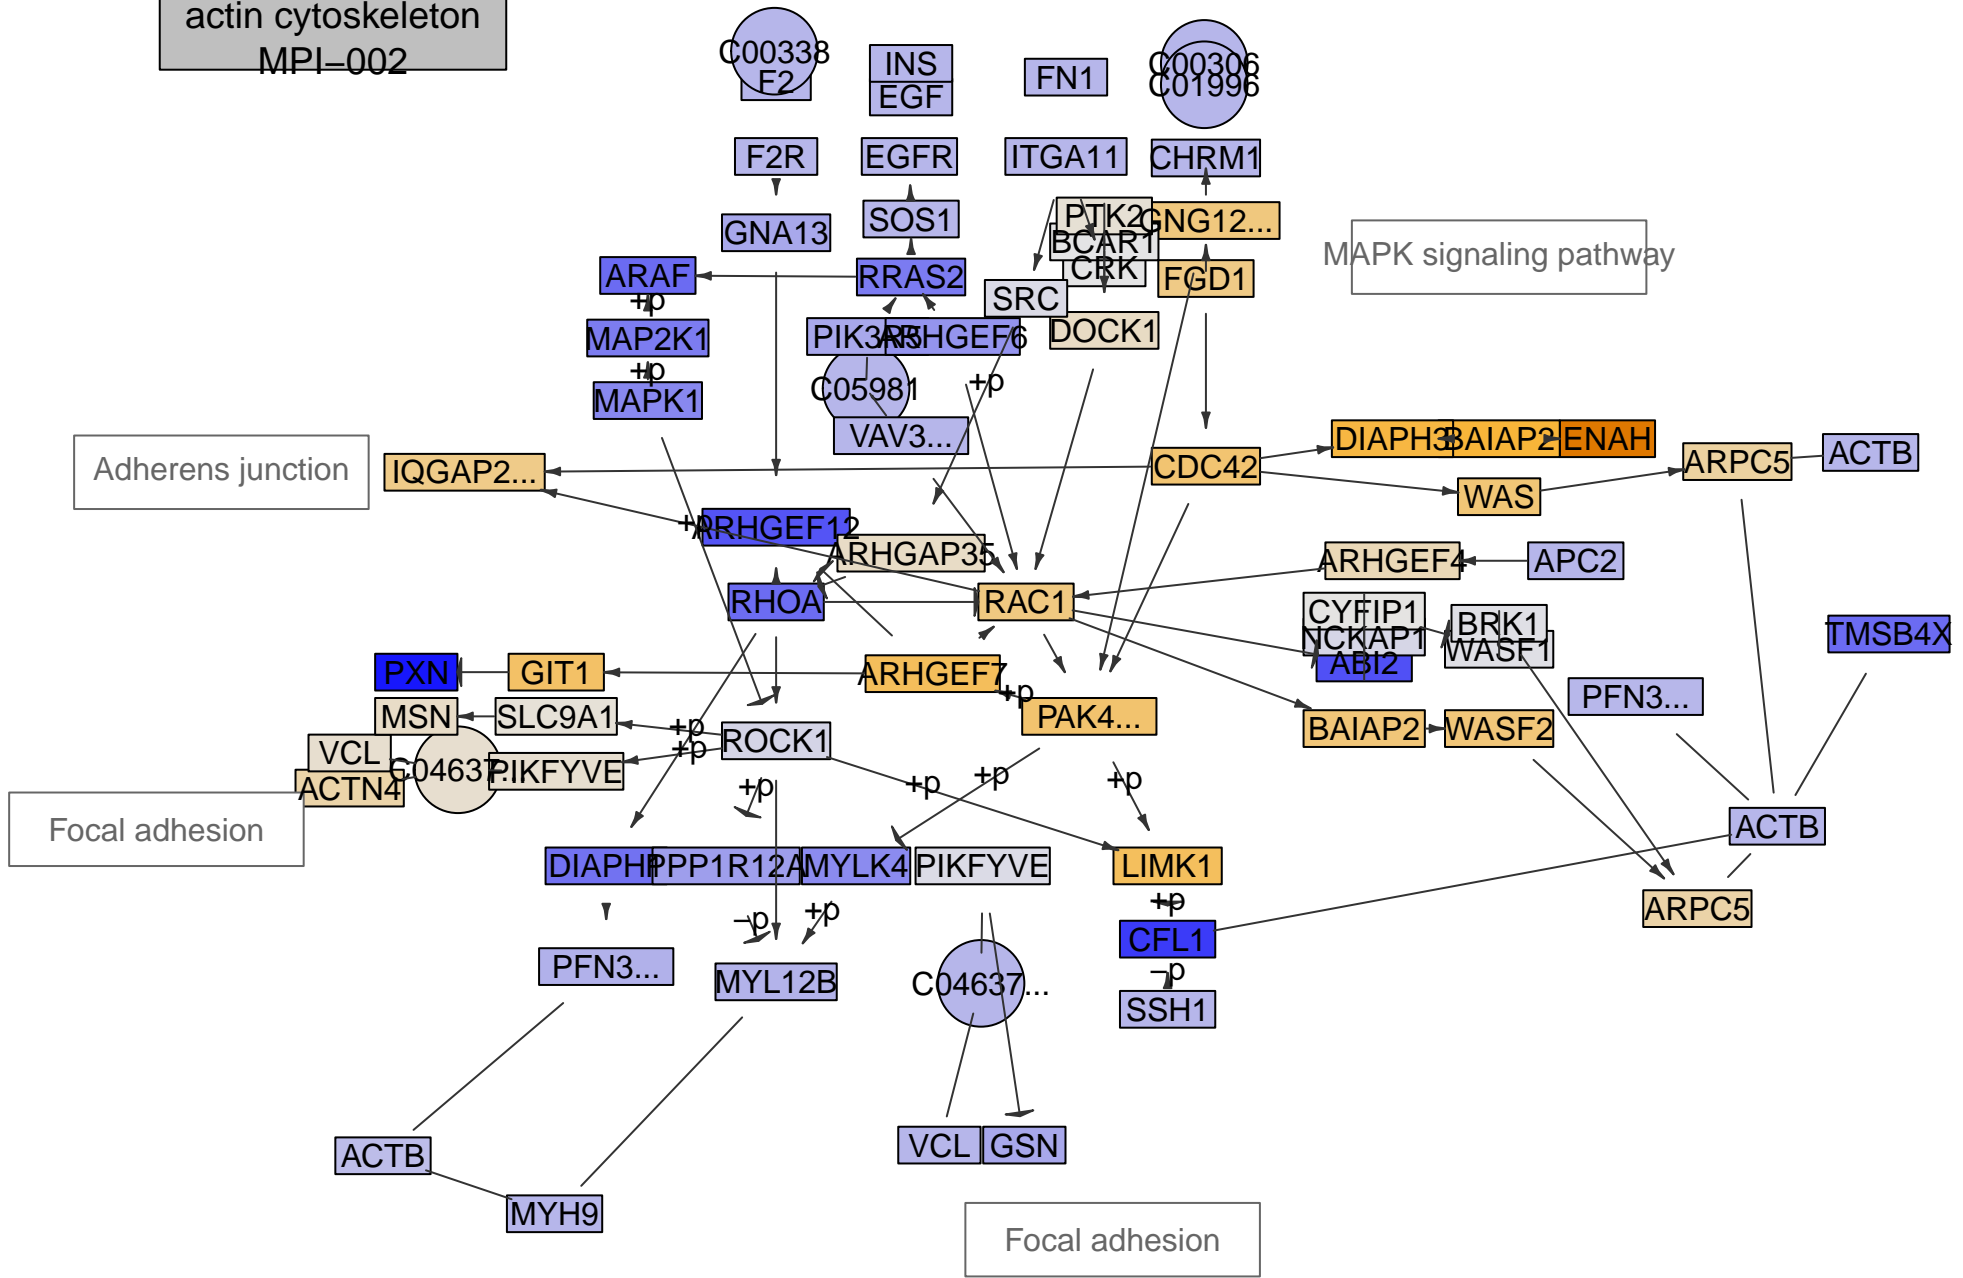 actin cytoskeleton
MPI−002
C00338
F2
INS
EGF
FN1
C00306
C01996
F2R
EGFR
ITGA11
CHRM1
GNA13
SOS1
PTK2
GNG12...
BCAR1
CRK
FGD1
MAPK signaling pathway
ARAF
RRAS2
SRC
+p
MAP2K1
ARHGEF6
DOCK1
+p
MAPK1
C05981
+p
VAV3...
Adherens junction
IQGAP2...
CDC42
DIAPH3
BAIAP2
ENAH
ARPC5
ACTB
WAS
+p
ARHGEF12
ARHGAP35
ARHGEF4
APC2
RHOA
RAC1
CYFIP1
NCKAP1
ABI2
BRK1
WASF1
TMSB4X
PXN
GIT1
ARHGEF7
+p
PFN3...
MSN
SLC9A1
+p
PAK4...
BAIAP2
WASF2
VCL
C04637...
PIKFYVE
+p
ROCK1
ACTN4
+p
+p
+p
+p
Focal adhesion
ACTB
PPP1R12A
MYLK4
PIKFYVE
LIMK1
−p
+p
+p
ARPC5
CFL1
PFN3...
MYL12B
C04637...
−p
SSH1
ACTB
VCL
GSN
MYH9
Focal adhesion